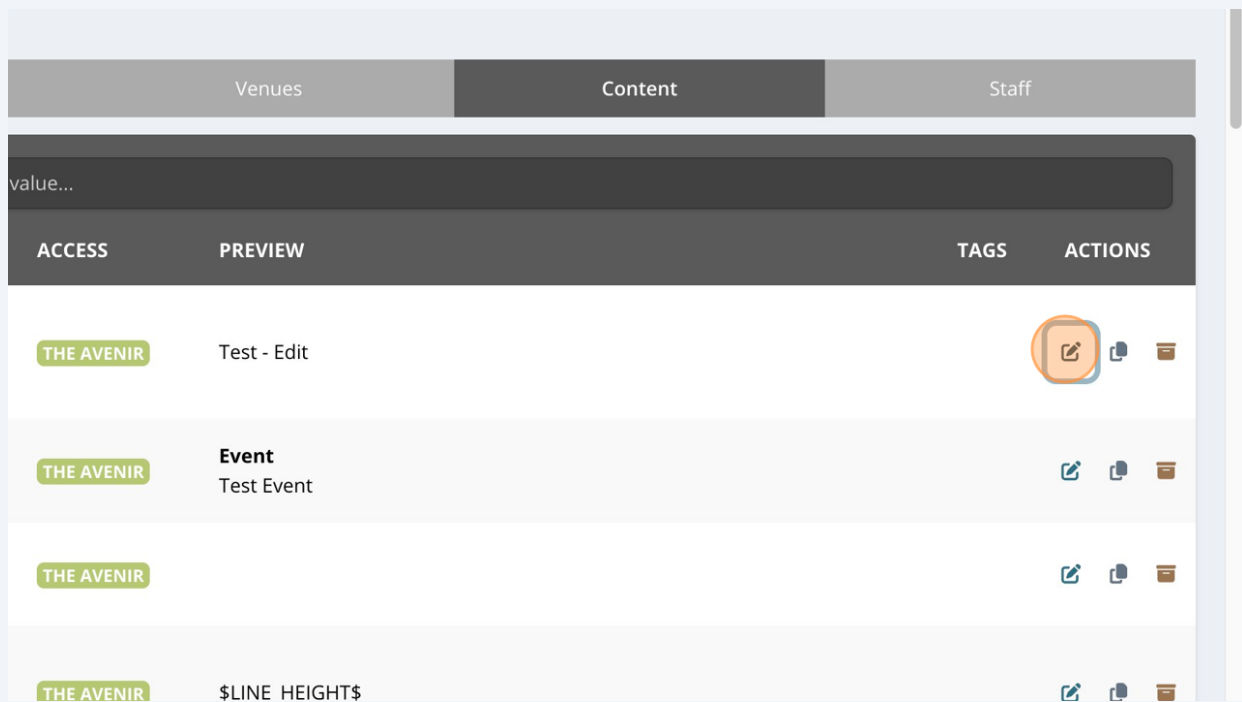 Venues Content Staff
value...
ACCESS PREVIEW TAGS ACTIONS
THE AVENIR Test - Edit
Event
THE AVENIR Test Event
THE AVENIR
THE AVENIR $LINE_HEIGHT$